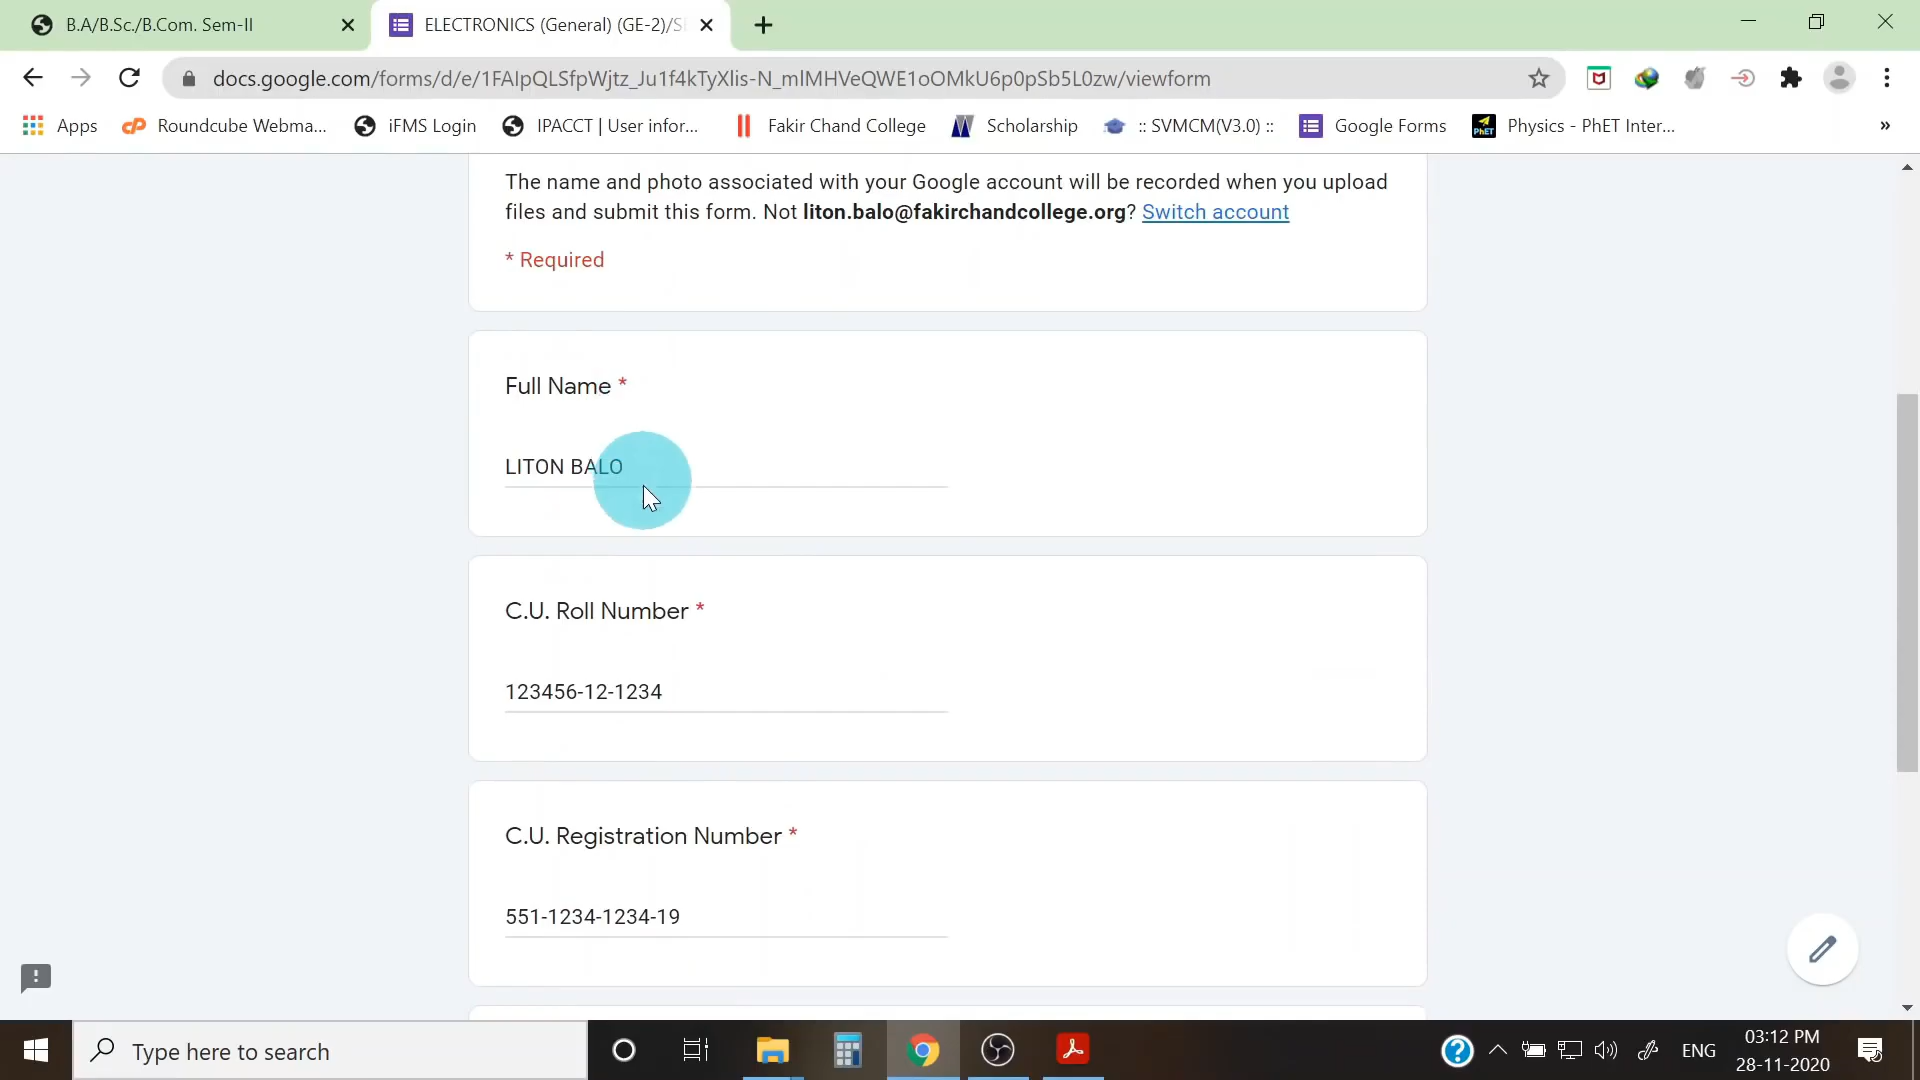 B.A/B.Sc./B.Com. Sem-II
ELECTRONICS (General) (GE-2)/S
docs.google.com/forms/d/e/1FAIpQLSfpWjtz_Ju1f4kTyXlis-N_mlMHVeQWE1oOMkU6p0pSb5L0zw/viewform
Apps
Roundcube Webma...
iFMS Login
IPACCT | User infor...
Fakir Chand College
Scholarship
:: SVMCM(V3.0) ::
Google Forms
PhET
Physics - PhET Inter...
»
The name and photo associated with your Google account will be recorded when you upload
files and submit this form. Not liton.balo@fakirchandcollege.org? Switch account
* Required
Full Name *
LITON BALO
C.U. Roll Number *
123456-12-1234
C.U. Registration Number *
551-1234-1234-19
Type here to search
ENG
03:12 PM
28-11-2020